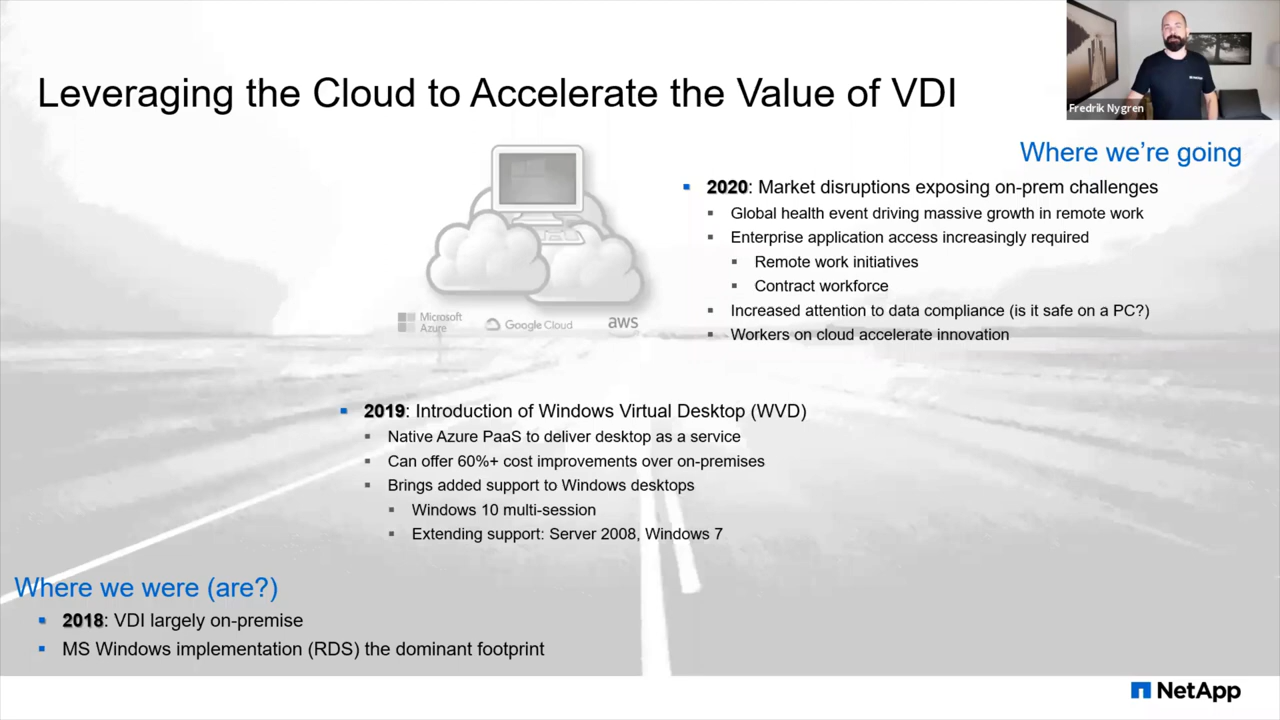 Leveraging the Cloud to Accelerate the Value of VDI
Fredrik Nygren
Where we're going
2020: Market disruptions exposing on-prem challenges
Global health event driving massive growth in remote work
Enterprise application access increasingly required
Remote work initiatives
Contract workforce
Increased attention to data compliance (is it safe on a PC?)
Workers on cloud accelerate innovation
Microsoft
Azure
Google Cloud
aws
2019: Introduction of Windows Virtual Desktop (WVD)
Native Azure PaaS to deliver desktop as a service
Can offer 60%+ cost improvements over on-premises
Brings added support to Windows desktops
Windows 10 multi-session
Extending support: Server 2008, Windows 7
Where we were (are?)
2018: VDI largely on-premise
MS Windows implementation (RDS) the dominant footprint
NetApp